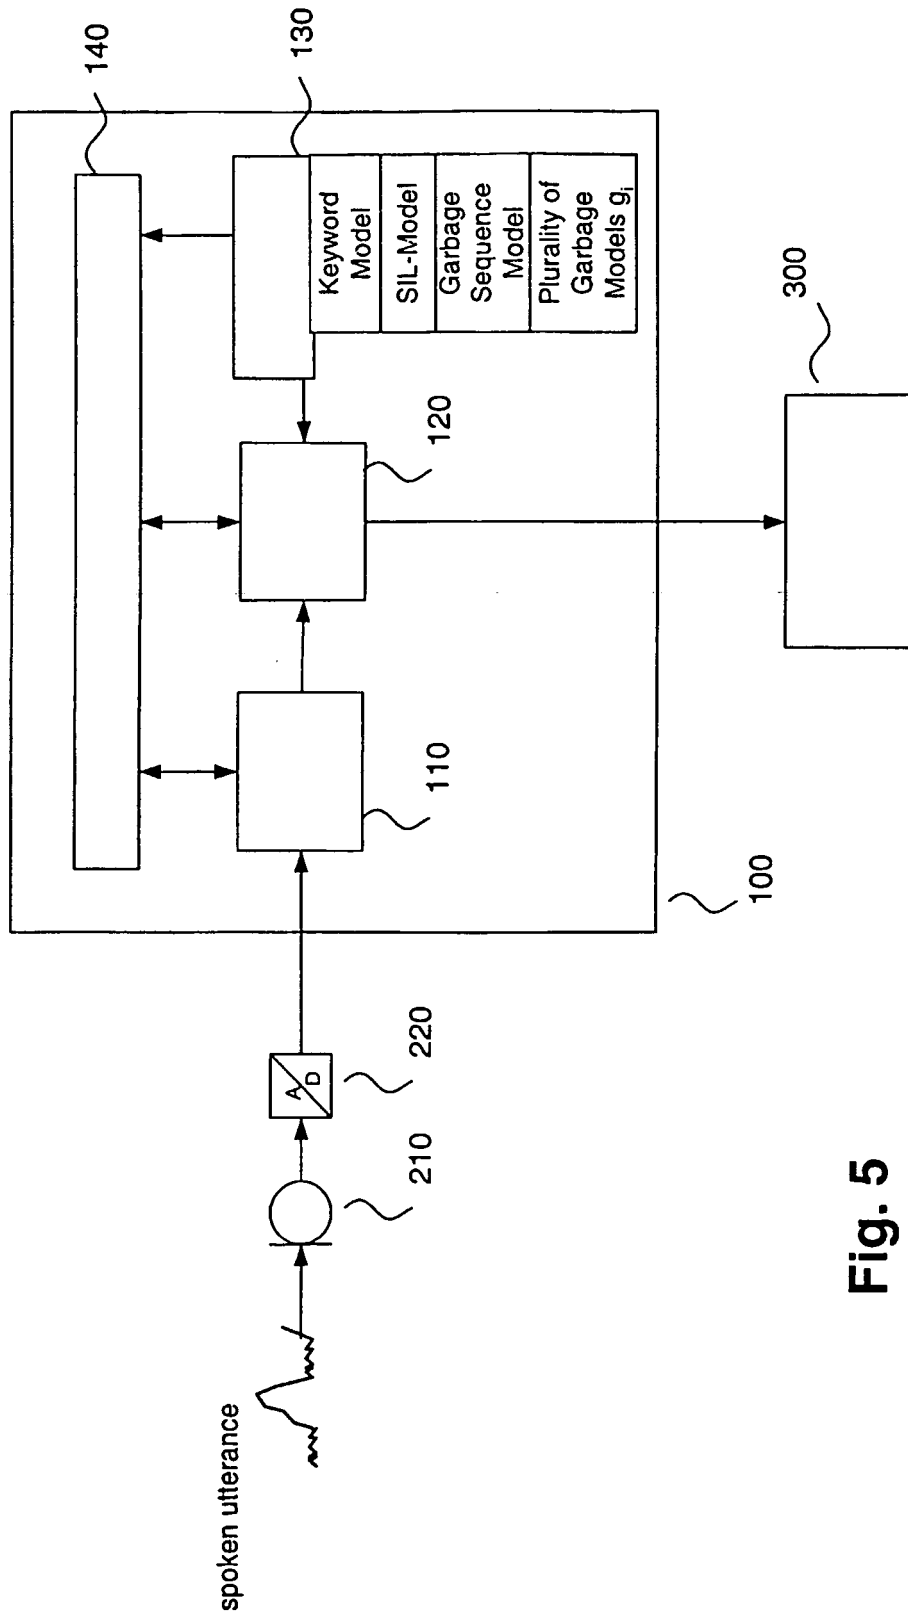 140
130
Keyword
Model
SIL-Model
Garbage
Sequence
Model
Plurality of
Garbage
Models gi
120
110
100
300
A
D
220
210
spoken utterance
Fig. 5